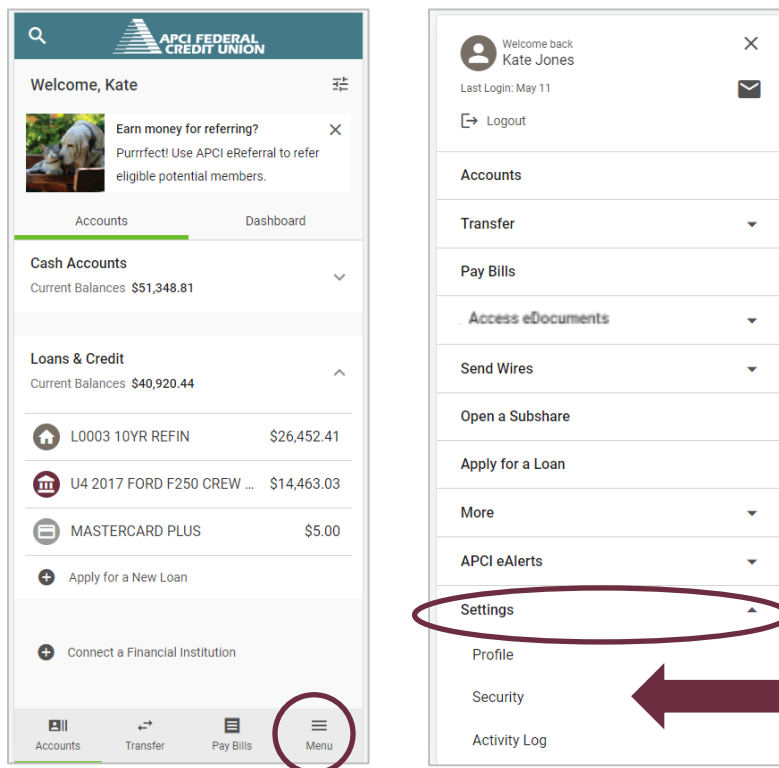 APCI FEDERAL
CREDIT UNION
Welcome, Kate
Earn money for referring?
Purrrfect! Use APCI eReferral to refer
eligible potential members.
Accounts Dashboard
Cash Accounts
Current Balances $51,348.81
Loans & Credit
Current Balances $40,920.44
L0003 10YR REFIN $26,452.41
U4 2017 FORD F250 CREW ... $14,463.03
MASTERCARD PLUS $5.00
Apply for a New Loan
Connect a Financial Institution
Accounts Transfer Pay Bills Menu
Welcome back
Kate Jones
Last Login: May 11
Logout
Accounts
Transfer
Pay Bills
Access eDocuments
Send Wires
Open a Subshare
Apply for a Loan
More
APCI eAlerts
Settings
Profile
Security
Activity Log